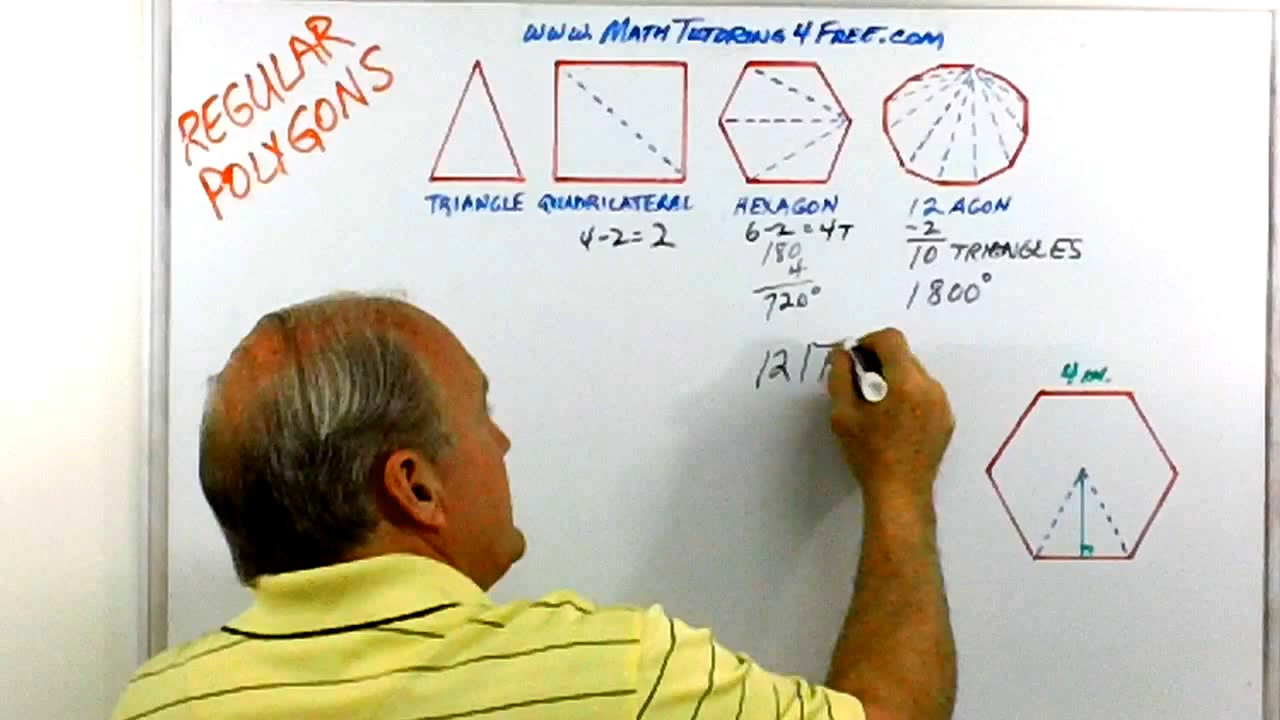 www.MathTutoring4Free.com
REGULAR
POLYGONS
TRIANGLE
QUADRILATERAL
4-2=2
HEXAGON
6-2=4T
180
4
720°
12 AGON
-2
10 TRIANGLES
1800°
12
4 in.